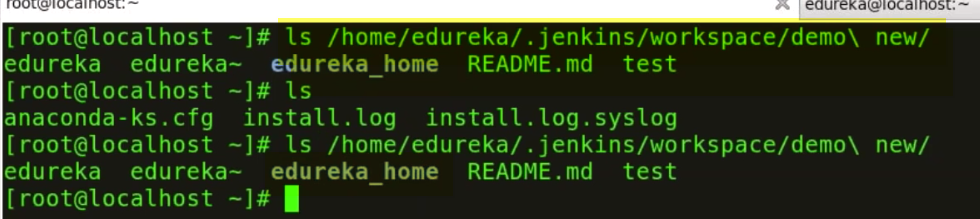 root@localhost:~ edureka@localhost:~
[root@localhost ~]# ls /home/edureka/.jenkins/workspace/demo\ new/
edureka edureka~ edureka_home README.md test
[root@localhost ~]# ls
anaconda-ks.cfg install.log install.log.syslog
[root@localhost ~]# ls /home/edureka/.jenkins/workspace/demo\ new/
edureka edureka~ edureka_home README.md test
[root@localhost ~]#